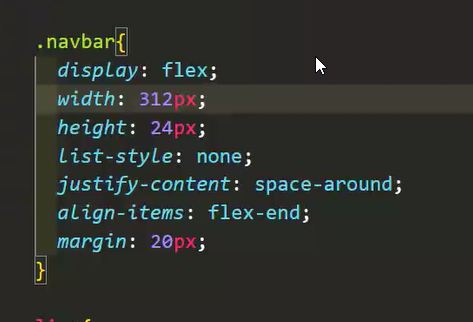 .navbar{
display: flex;
width: 312px;
height: 24px;
list-style: none;
justify-content: space-around;
align-items: flex-end;
margin: 20px;
}